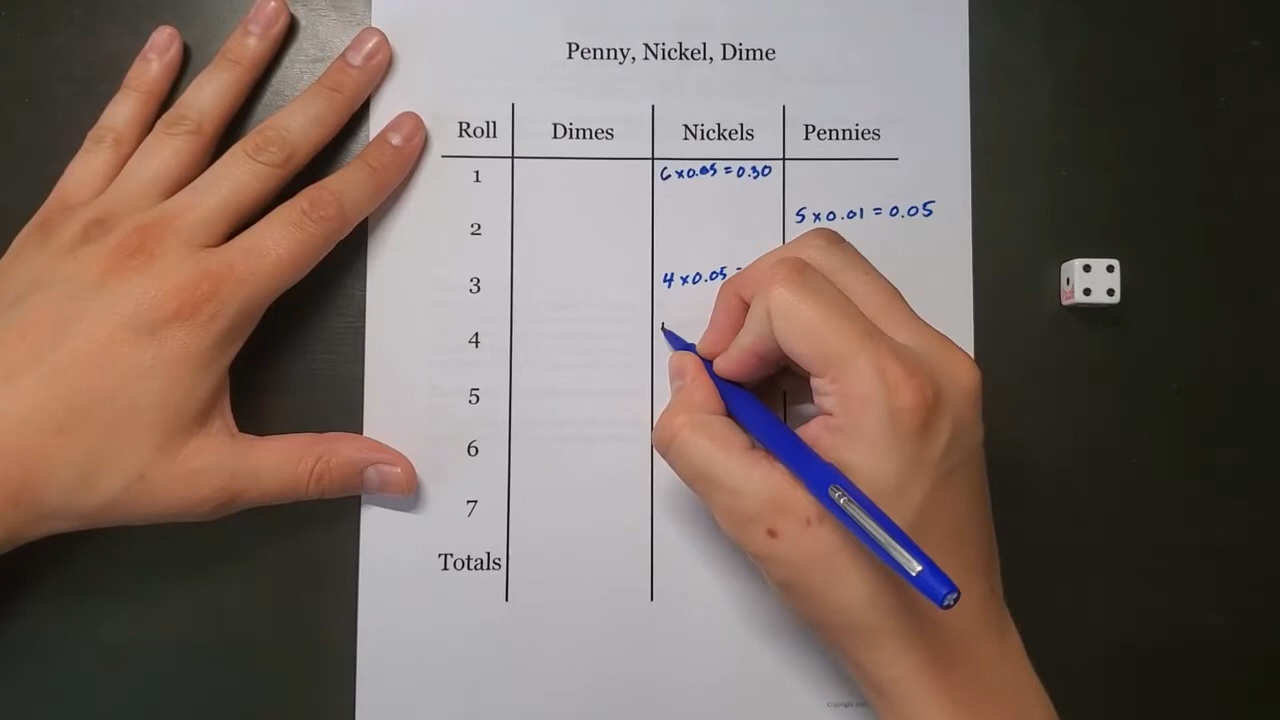 Penny, Nickel, Dime
Roll Dimes Nickels Pennies
1 6 x 0.05 = 0.30
2 5 x 0.01 = 0.05
3 4 x 0.05 =
4
5
6
7
Totals